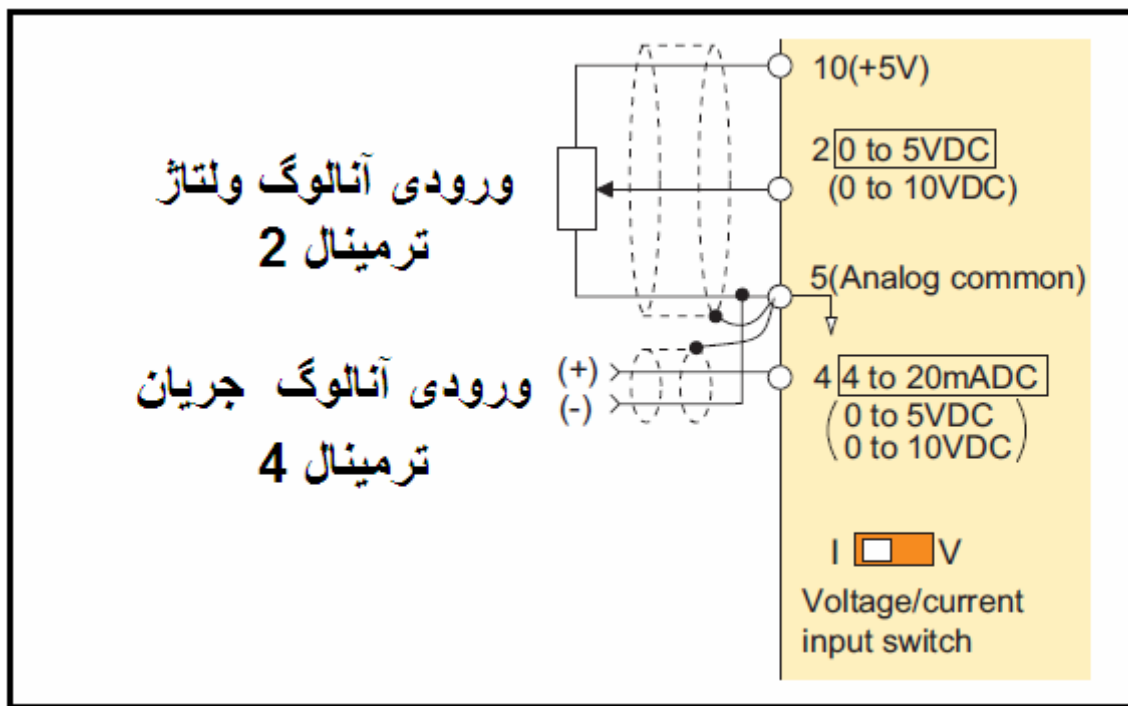 10(+5V)
2 0 to 5VDC
(0 to 10VDC)
ورودی آنالوگ ولتاژ
ترمینال 2
5(Analog common)
(+)
(-)
4 4 to 20mADC
(0 to 5VDC
0 to 10VDC)
ورودی آنالوگ جریان
ترمینال 4
I V
Voltage/current
input switch